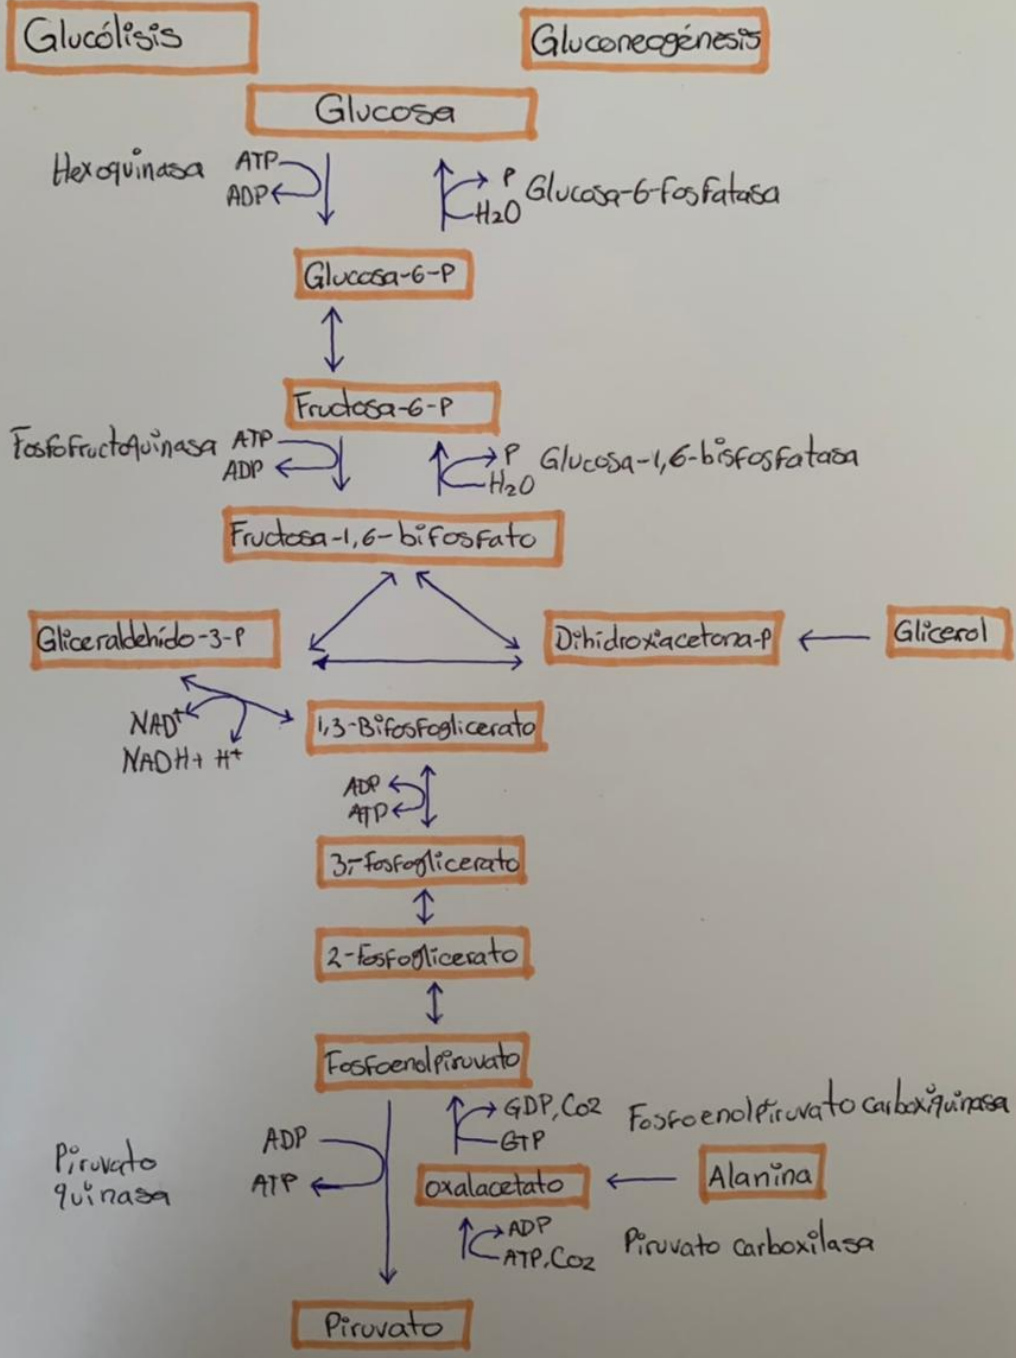 Glucólisis
Gluconeogénesis
Glucosa
Hexoquinasa
ATP
ADP
P
H2O
Glucosa-6-fosfatasa
Glucosa-6-P
Fructosa-6-P
Fosfofructoquinasa
ATP
ADP
P
H2O
Glucosa-1,6-bisfosfatasa
Fructosa-1,6-bifosfato
Gliceraldehído-3-P
Dihidroxiacetona-P
Glicerol
NAD+
NADH + H+
1,3-Bifosfoglicerato
ADP
ATP
3,-fosfoglicerato
2-fosfoglicerato
Fosfoenolpiruvato
GDP, Co2
GTP
Fosfoenolpiruvato carboxiquinasa
Piruvato
quinasa
ADP
ATP
oxalacetato
Alanina
ADP
ATP, Co2
Piruvato carboxilasa
Piruvato